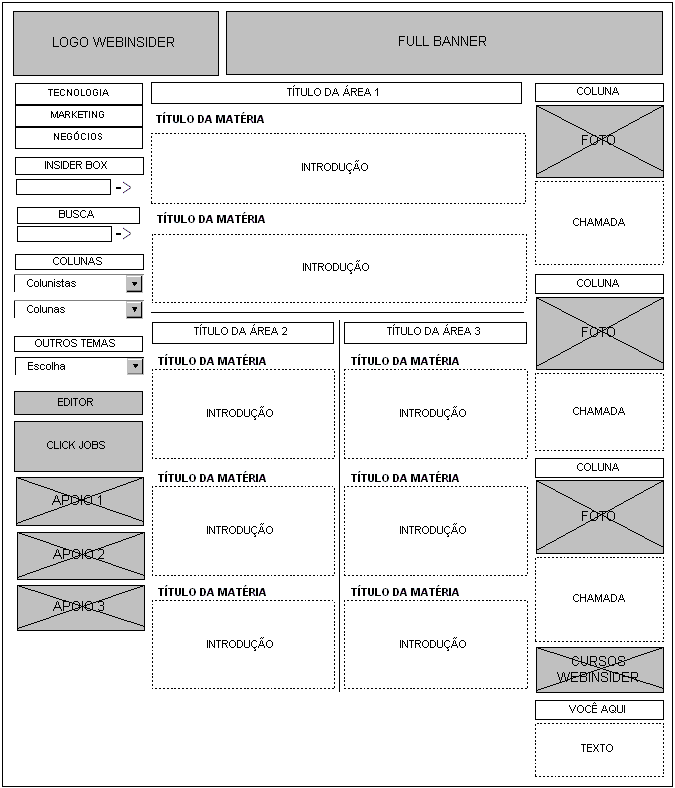 LOGO WEBINSIDER
FULL BANNER
TECNOLOGIA
MARKETING
NEGÓCIOS
INSIDER BOX
->
BUSCA
->
COLUNAS
Colunistas
Colunas
OUTROS TEMAS
Escolha
EDITOR
CLICK JOBS
APOIO 1
APOIO 2
APOIO 3
TÍTULO DA ÁREA 1
TÍTULO DA MATÉRIA
INTRODUÇÃO
TÍTULO DA MATÉRIA
INTRODUÇÃO
TÍTULO DA ÁREA 2
TÍTULO DA MATÉRIA
INTRODUÇÃO
TÍTULO DA MATÉRIA
INTRODUÇÃO
TÍTULO DA MATÉRIA
INTRODUÇÃO
TÍTULO DA ÁREA 3
TÍTULO DA MATÉRIA
INTRODUÇÃO
TÍTULO DA MATÉRIA
INTRODUÇÃO
TÍTULO DA MATÉRIA
INTRODUÇÃO
COLUNA
FOTO
CHAMADA
COLUNA
FOTO
CHAMADA
COLUNA
FOTO
CHAMADA
CURSOS
WEBINSIDER
VOCÊ AQUI
TEXTO